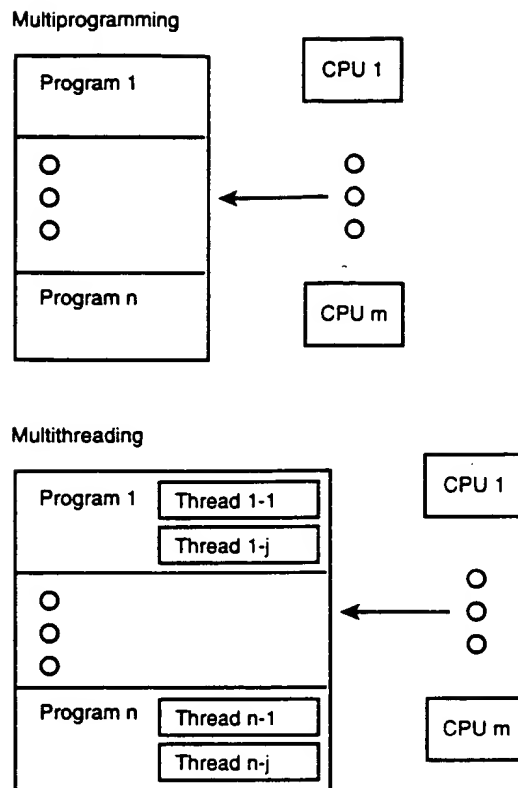 Multiprogramming
Program 1
CPU 1
Program n
CPU m
Multithreading
Program 1
Thread 1-1
CPU 1
Thread 1-j
Program n
Thread n-1
CPU m
Thread n-j